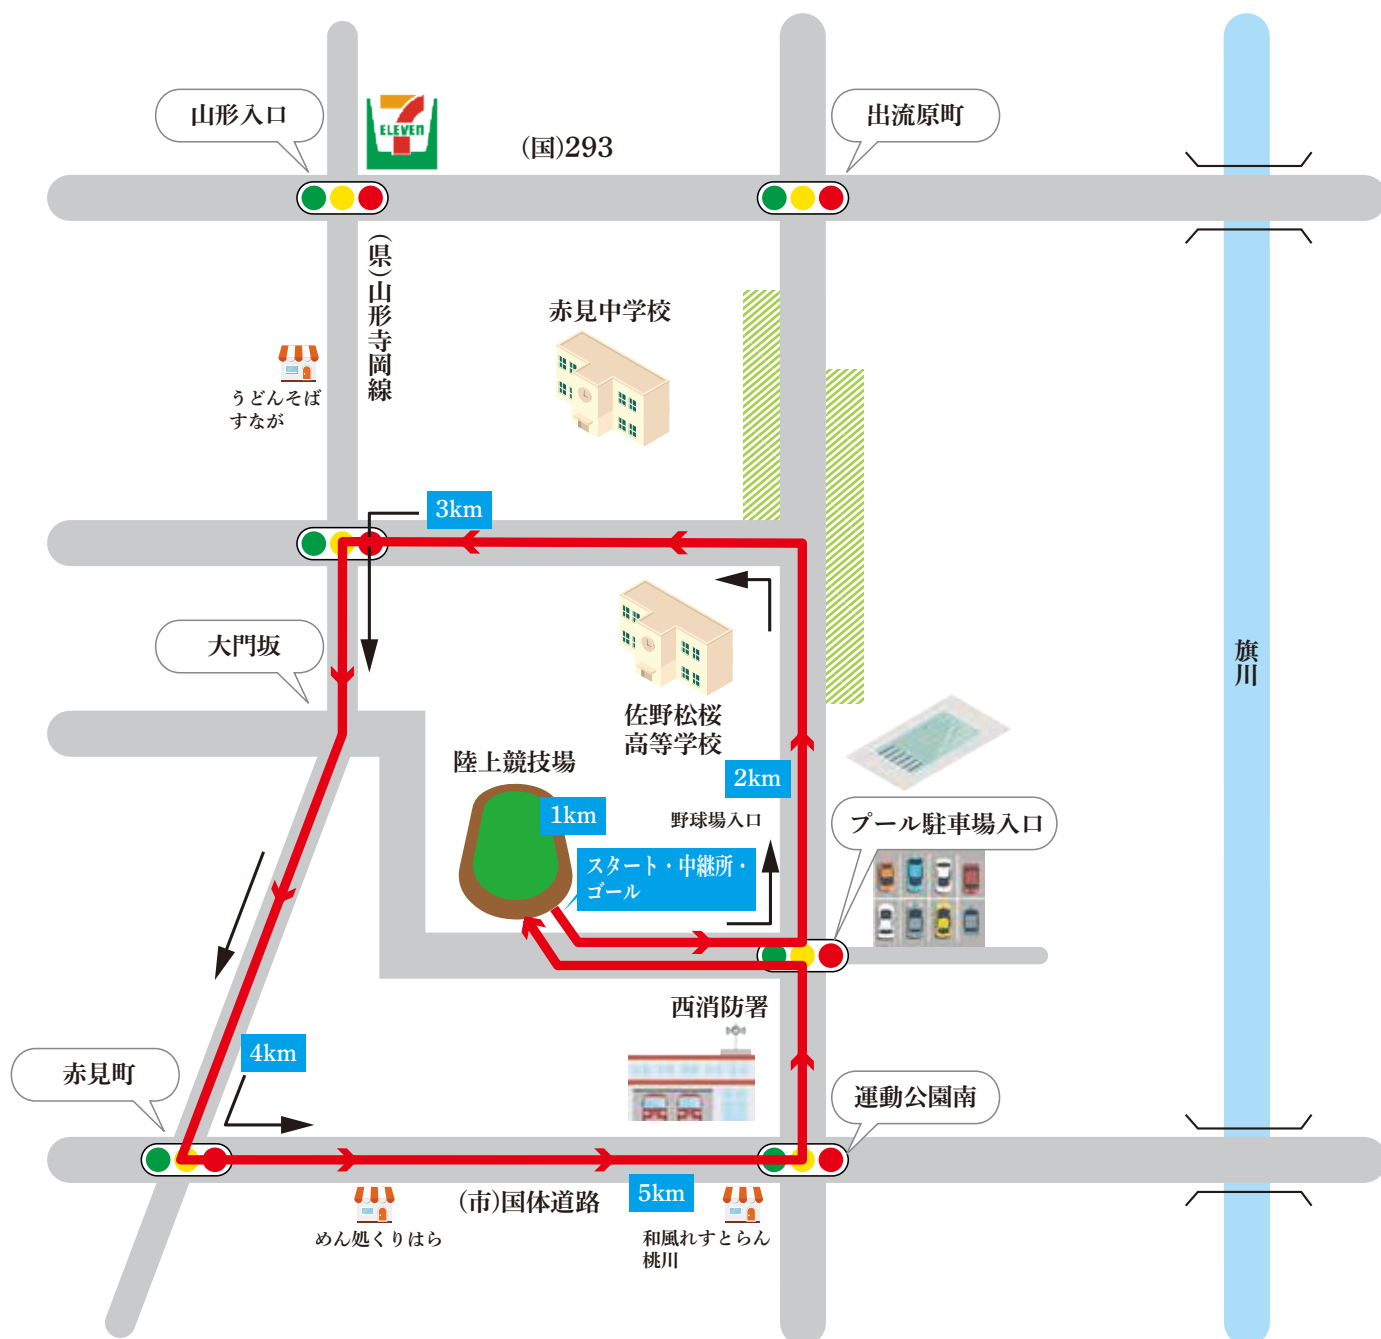 山形入口
ELEVEN
(国)293
出流原町
(県)山形寺岡線
赤見中学校
うどんそば
すなが
3km
大門坂
佐野松桜
高等学校
旗川
陸上競技場
2km
1km
野球場入口
プール駐車場入口
スタート・中継所・
ゴール
西消防署
4km
赤見町
運動公園南
(市)国体道路
5km
めん処くりはら
和風れすとらん
桃川